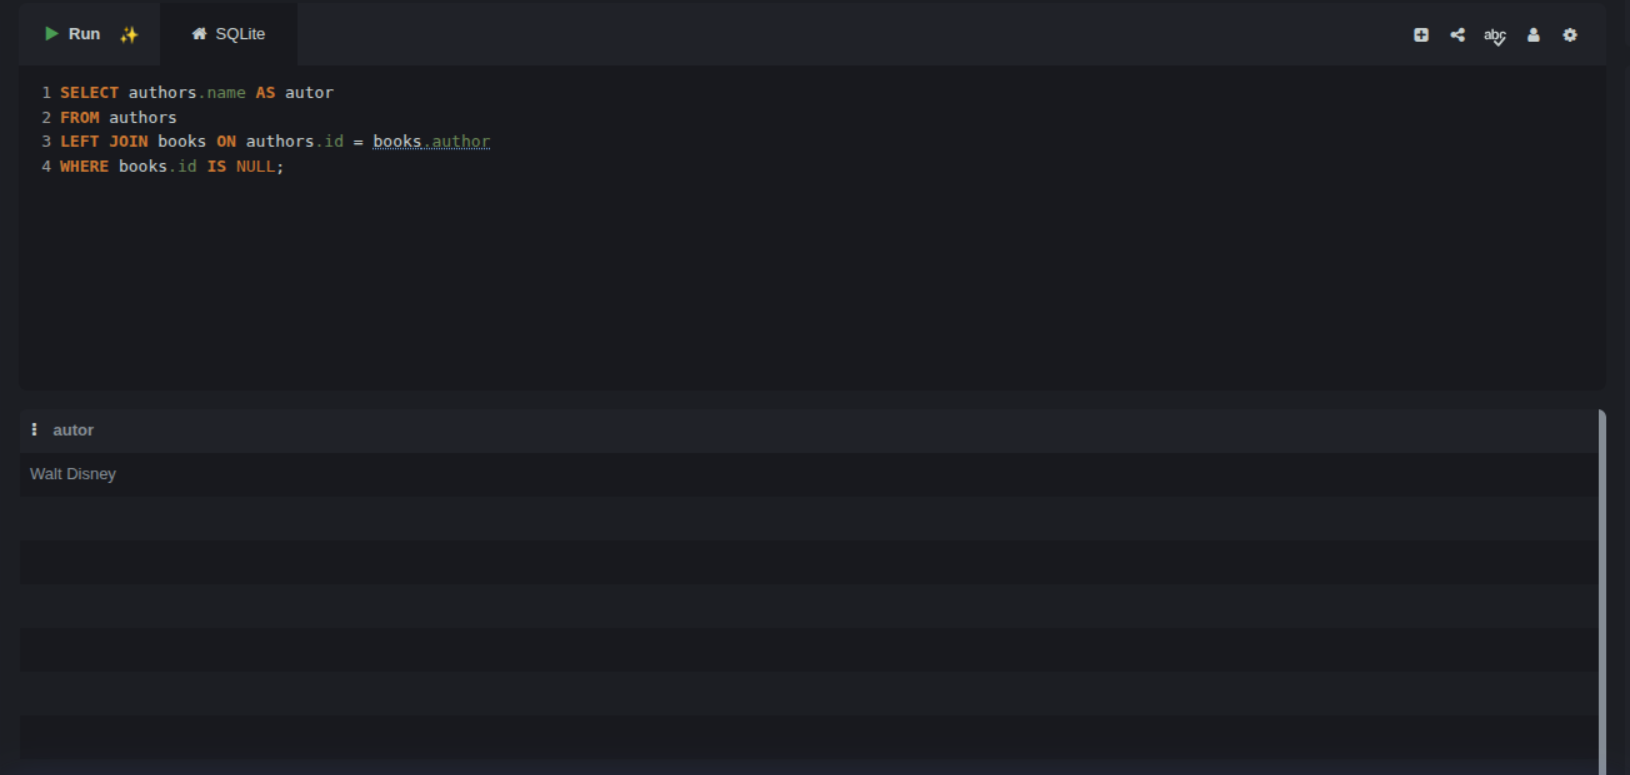 Run SQLite abc
1 SELECT authors.name AS autor
2 FROM authors
3 LEFT JOIN books ON authors.id = books.author
4 WHERE books.id IS NULL;
autor
Walt Disney